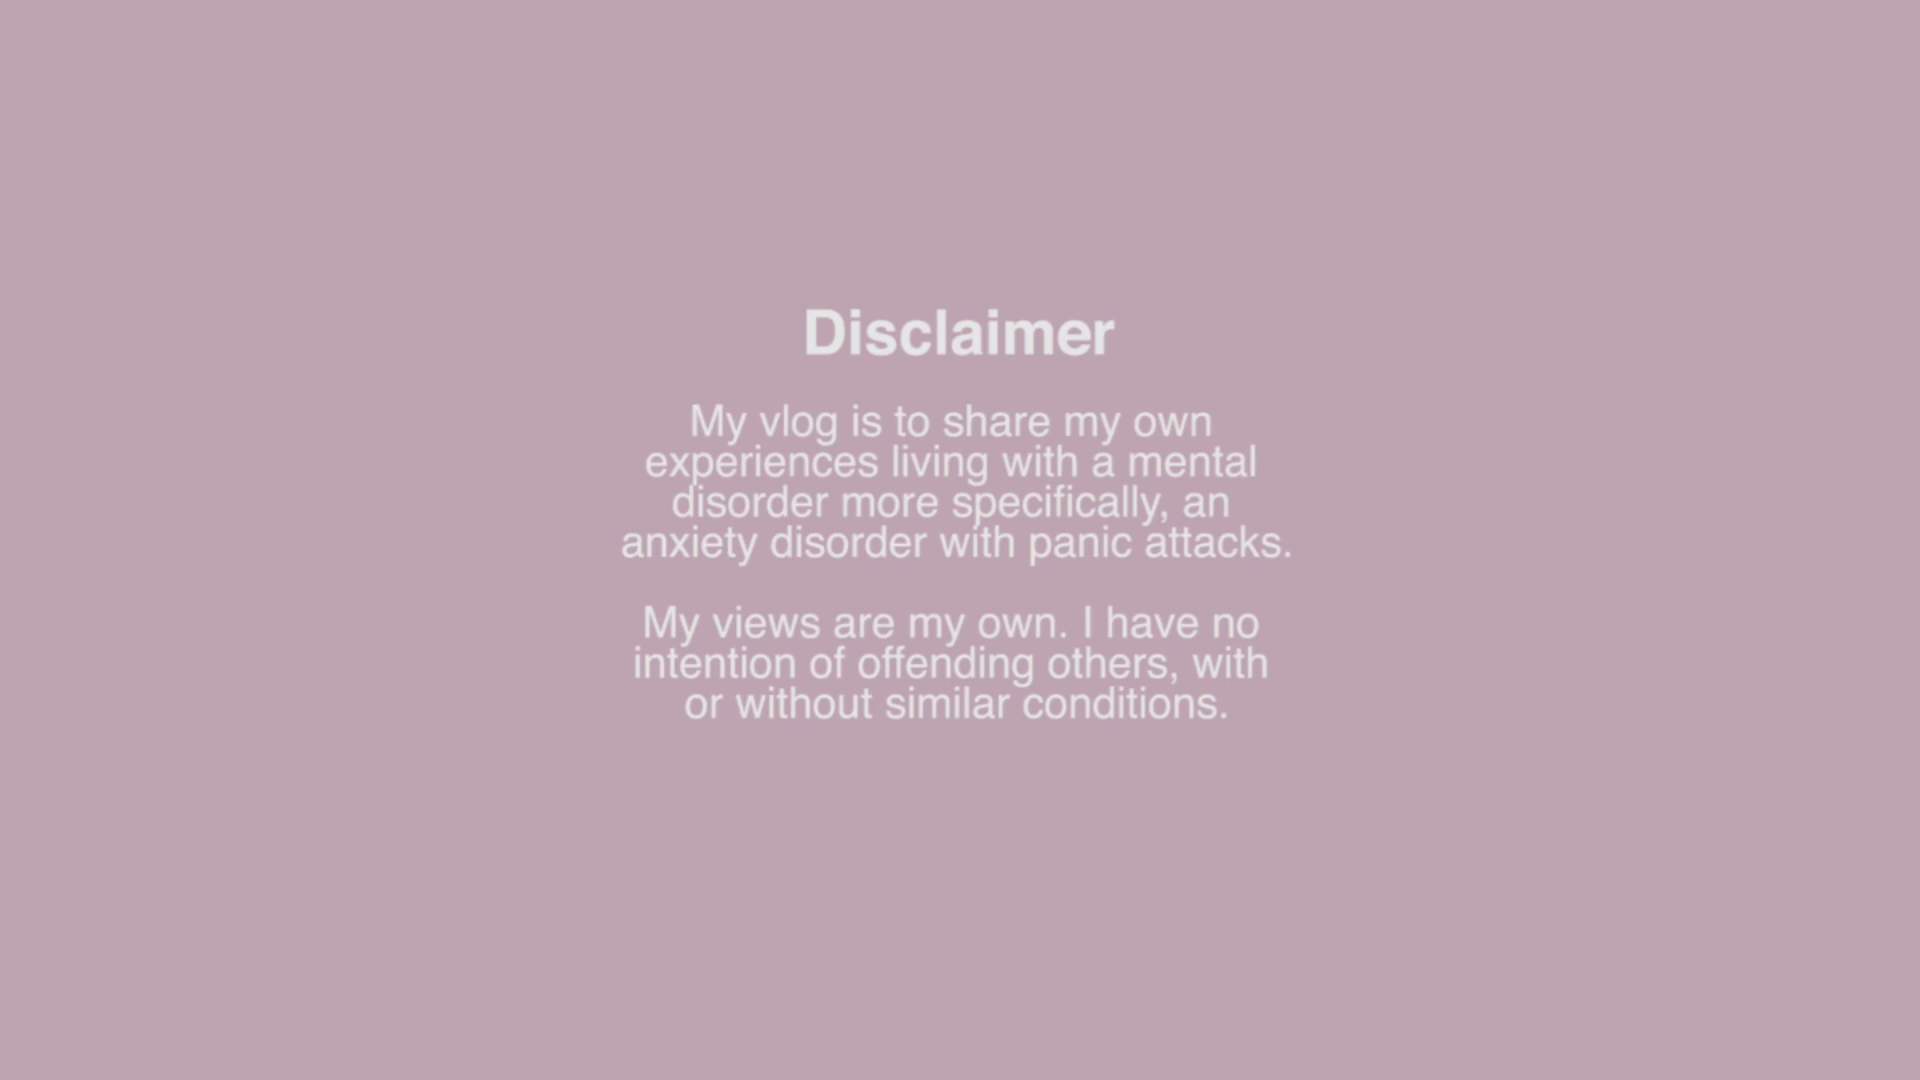 Disclaimer
My vlog is to share my own
experiences living with a mental
disorder more specifically, an
anxiety disorder with panic attacks.
My views are my own. I have no
intention of offending others, with
or without similar conditions.